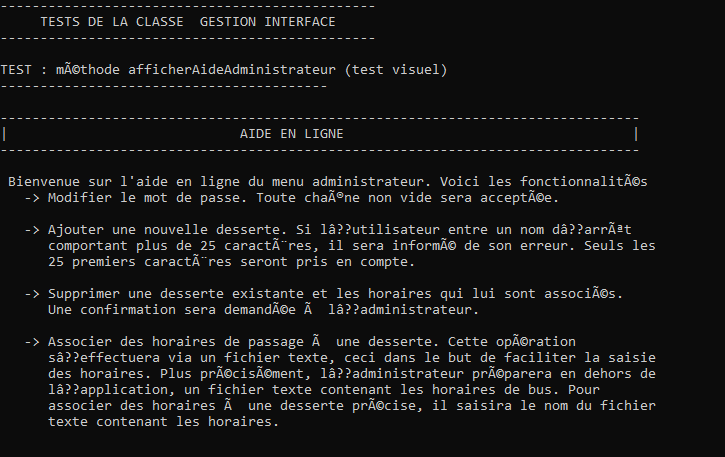 -----------------------------------------------
TESTS DE LA CLASSE  GESTION INTERFACE
-----------------------------------------------
TEST : mÃ©thode afficherAideAdministrateur (test visuel)
-----------------------------------------
--------------------------------------------------------------------------------
|                             AIDE EN LIGNE                                    |
--------------------------------------------------------------------------------
Bienvenue sur l'aide en ligne du menu administrateur. Voici les fonctionnalitÃ©s
-> Modifier le mot de passe. Toute chaÃ®ne non vide sera acceptÃ©e.
-> Ajouter une nouvelle desserte. Si lâ??utilisateur entre un nom dâ??arrÃªt
comportant plus de 25 caractÃ¨res, il sera informÃ© de son erreur. Seuls les
25 premiers caractÃ¨res seront pris en compte.
-> Supprimer une desserte existante et les horaires qui lui sont associÃ©s.
Une confirmation sera demandÃ©e Ã  lâ??administrateur.
-> Associer des horaires de passage Ã  une desserte. Cette opÃ©ration
sâ??effectuera via un fichier texte, ceci dans le but de faciliter la saisie
des horaires. Plus prÃ©cisÃ©ment, lâ??administrateur prÃ©parera en dehors de
lâ??application, un fichier texte contenant les horaires de bus. Pour
associer des horaires Ã  une desserte prÃ©cise, il saisira le nom du fichier
texte contenant les horaires.